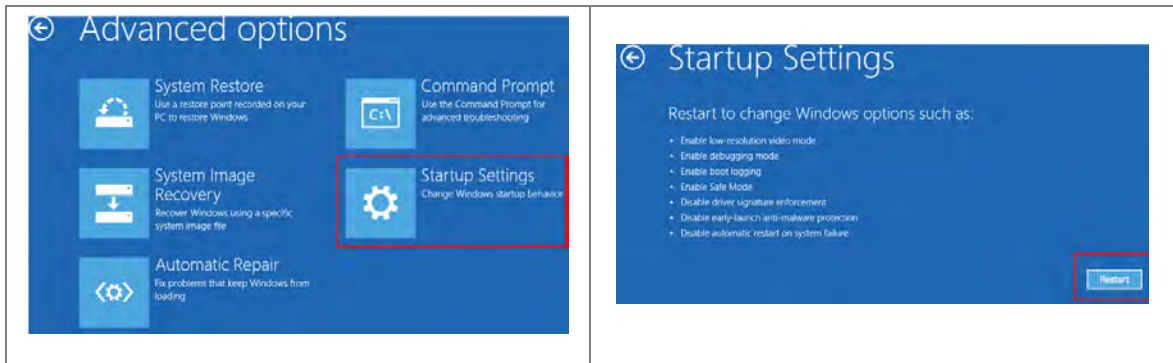 Advanced options
System Restore
Use a restore point recorded on your
PC to restore Windows
Command Prompt
Use the Command Prompt for
advanced troubleshooting
C:\
System Image
Recovery
Recover Windows using a specific
system image file
Startup Settings
Change Windows startup behavior
Automatic Repair
Fix problems that keep Windows from
loading
Startup Settings
Restart to change Windows options such as:
• Enable low-resolution video mode
• Enable debugging mode
• Enable boot logging
• Enable Safe Mode
• Disable driver signature enforcement
• Disable early-launch anti-malware protection
• Disable automatic restart on system failure
Restart